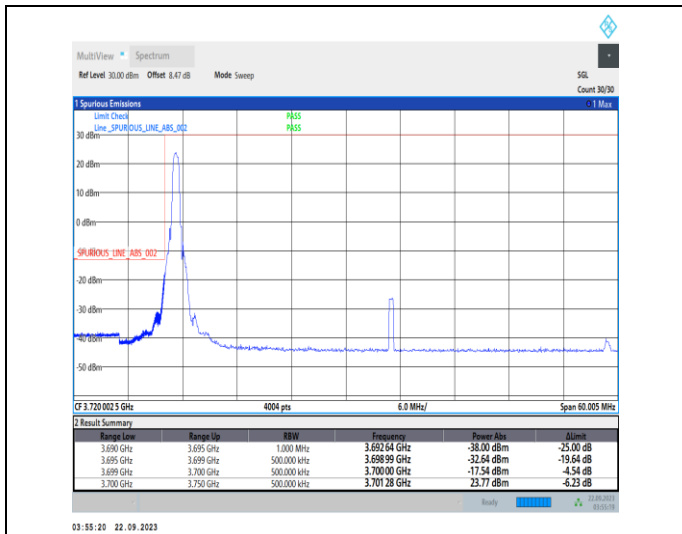 MultiView Spectrum
Ref Level 30.00 dBm Offset 8.47 dB Mode Sweep SGL
Count 30/30
1 Spurious Emissions 1 Max
Limit Check PASS
Line _SPURIOUS_LINE_ABS_002 PASS
30 dBm
20 dBm
10 dBm
0 dBm
-10 dBm
_SPURIOUS_LINE_ABS_002
-20 dBm
-30 dBm
-40 dBm
-50 dBm
CF 3.720 002 5 GHz 4004 pts 6.0 MHz/ Span 60.005 MHz
2 Result Summary
Range Low Range Up RBW Frequency Power Abs ΔLimit
3.690 GHz 3.695 GHz 1.000 MHz 3.692 64 GHz -38.00 dBm -25.00 dB
3.695 GHz 3.699 GHz 500.000 kHz 3.698 99 GHz -32.64 dBm -19.64 dB
3.699 GHz 3.700 GHz 500.000 kHz 3.700 00 GHz -17.54 dBm -4.54 dB
3.700 GHz 3.750 GHz 500.000 kHz 3.701 28 GHz 23.77 dBm -6.23 dB
Ready 22.09.2023
03:55:19
03:55:20 22.09.2023